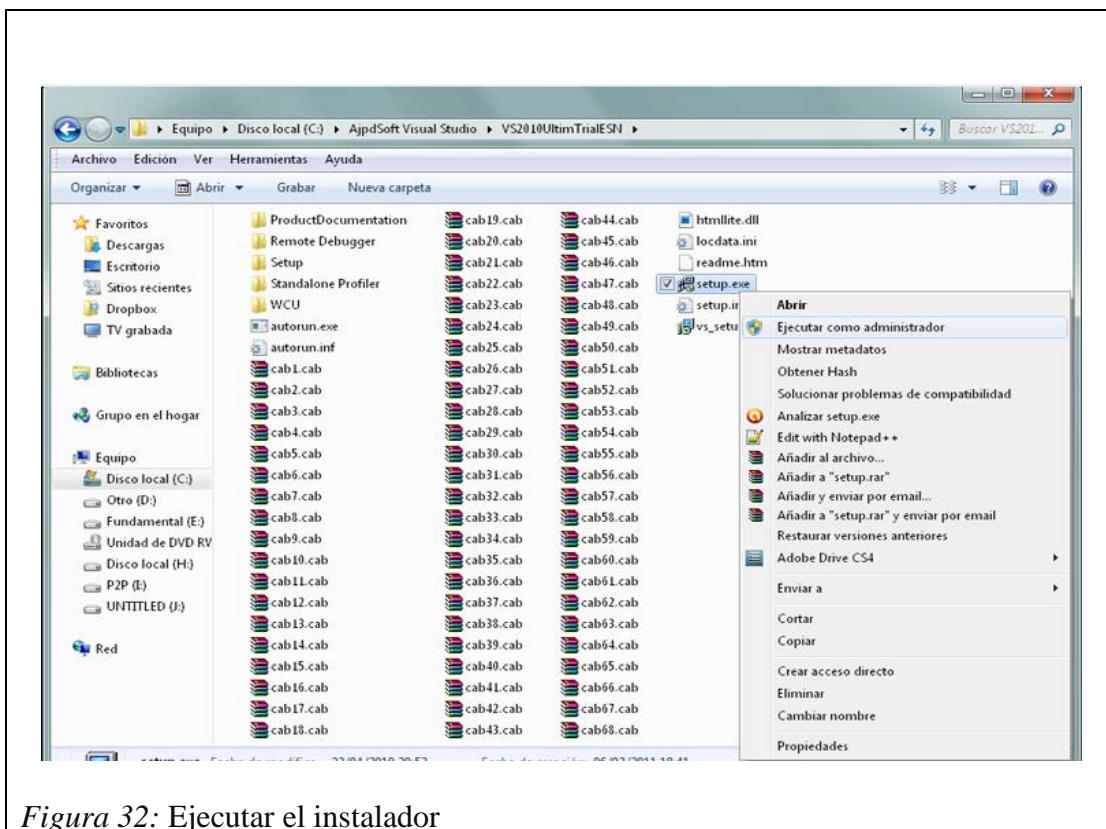 Equipo ▸ Disco local (C:) ▸ AjpdSoft Visual Studio ▸ VS2010UltimTrialESN ▸
Buscar VS201...
Archivo Edición Ver Herramientas Ayuda
Organizar Abrir Grabar Nueva carpeta
Favoritos
Descargas
Escritorio
Sitios recientes
Dropbox
TV grabada
Bibliotecas
Grupo en el hogar
Equipo
Disco local (C:)
Otro (D:)
Fundamental (E:)
Unidad de DVD RW
Disco local (H:)
P2P (I:)
UNTITLED (J:)
Red
ProductDocumentation
Remote Debugger
Setup
Standalone Profiler
WCU
autorun.exe
autorun.inf
cab1.cab
cab2.cab
cab3.cab
cab4.cab
cab5.cab
cab6.cab
cab7.cab
cab8.cab
cab9.cab
cab10.cab
cab11.cab
cab12.cab
cab13.cab
cab14.cab
cab15.cab
cab16.cab
cab17.cab
cab18.cab
cab19.cab
cab20.cab
cab21.cab
cab22.cab
cab23.cab
cab24.cab
cab25.cab
cab26.cab
cab27.cab
cab28.cab
cab29.cab
cab30.cab
cab31.cab
cab32.cab
cab33.cab
cab34.cab
cab35.cab
cab36.cab
cab37.cab
cab38.cab
cab39.cab
cab40.cab
cab41.cab
cab42.cab
cab43.cab
cab44.cab
cab45.cab
cab46.cab
cab47.cab
cab48.cab
cab49.cab
cab50.cab
cab51.cab
cab52.cab
cab53.cab
cab54.cab
cab55.cab
cab56.cab
cab57.cab
cab58.cab
cab59.cab
cab60.cab
cab61.cab
cab62.cab
cab63.cab
cab64.cab
cab65.cab
cab66.cab
cab67.cab
cab68.cab
htmllite.dll
locdata.ini
readme.htm
setup.exe
setup.in
vs_setu
Abrir
Ejecutar como administrador
Mostrar metadatos
Obtener Hash
Solucionar problemas de compatibilidad
Analizar setup.exe
Edit with Notepad++
Añadir al archivo...
Añadir a "setup.rar"
Añadir y enviar por email...
Añadir a "setup.rar" y enviar por email
Restaurar versiones anteriores
Adobe Drive CS4
Enviar a
Cortar
Copiar
Crear acceso directo
Eliminar
Cambiar nombre
Propiedades
Figura 32: Ejecutar el instalador